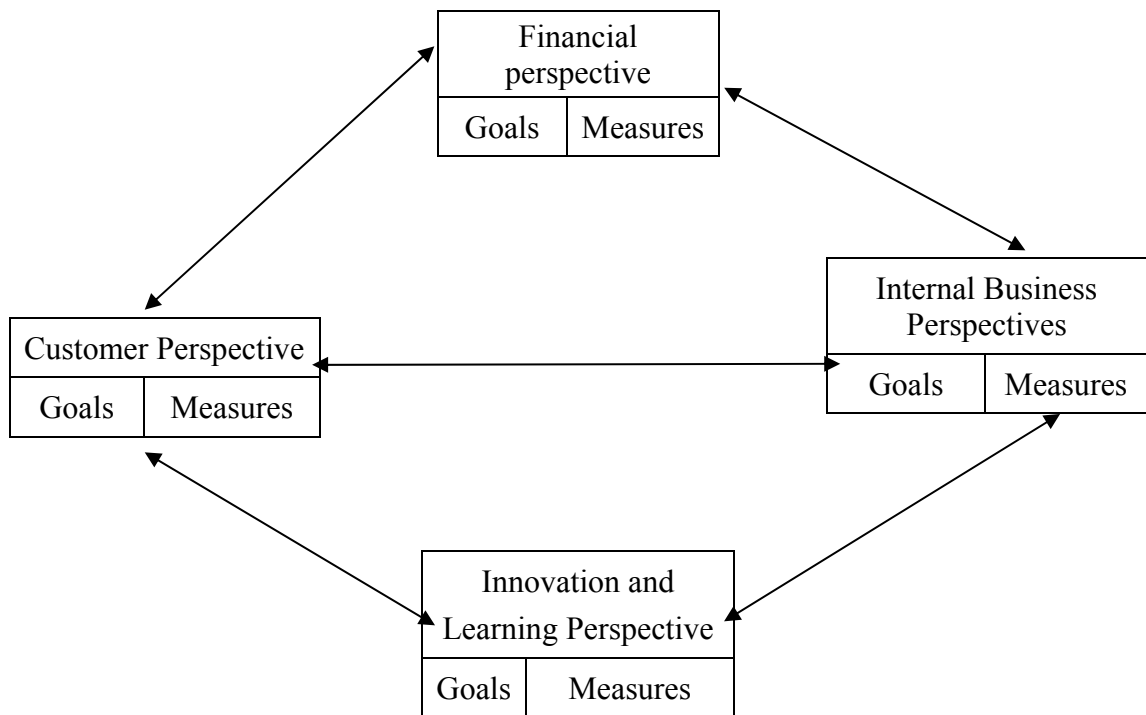 Financial
perspective
Goals Measures
Internal Business
Perspectives
Goals Measures
Customer Perspective
Goals Measures
Innovation and
Learning Perspective
Goals Measures